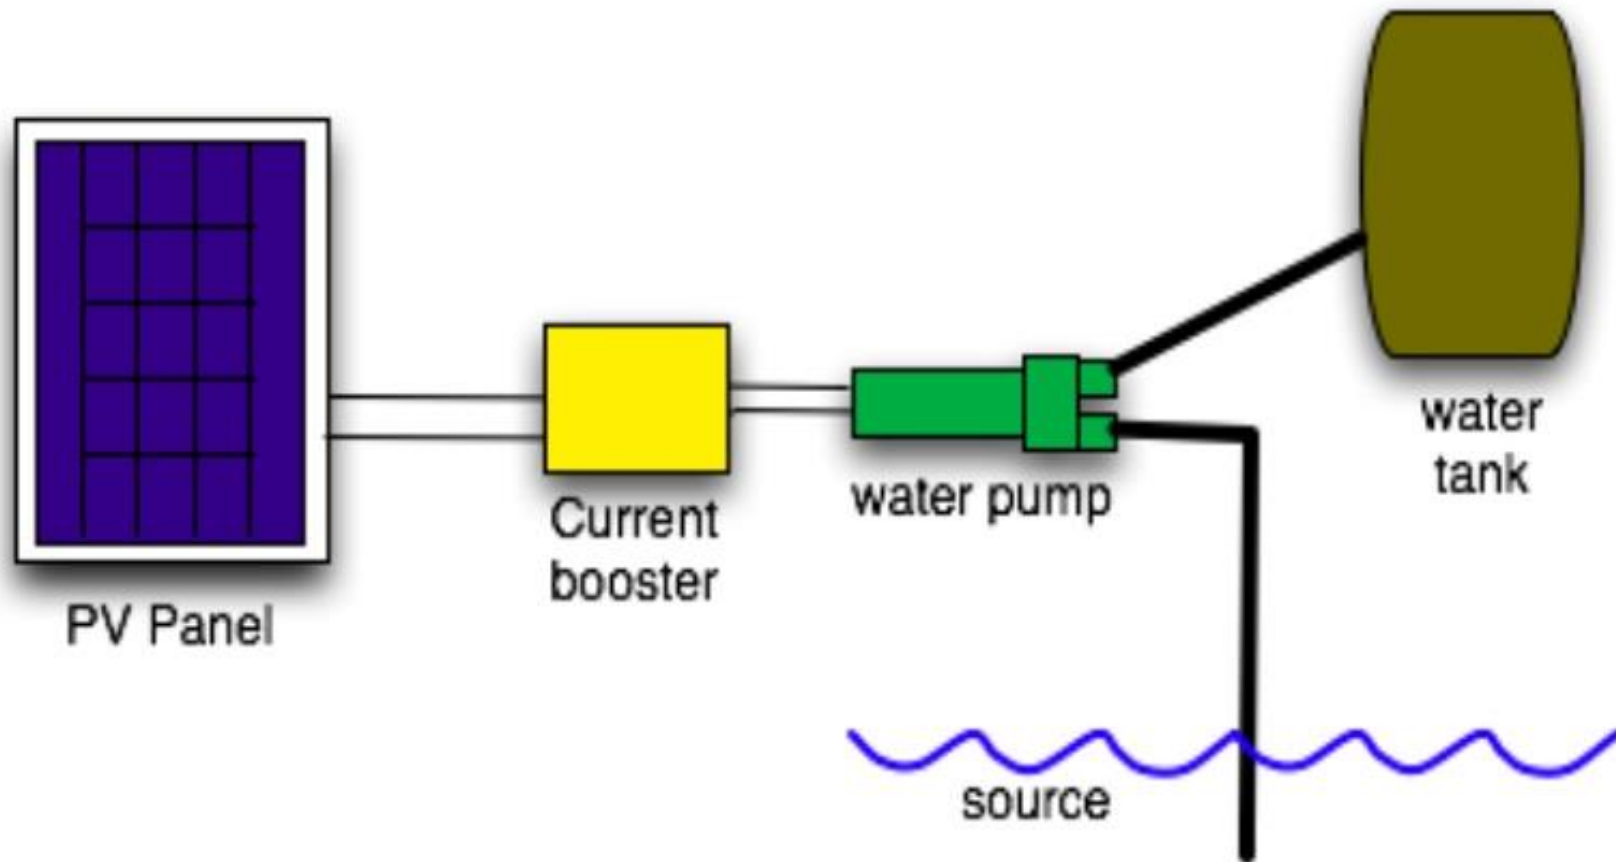 PV Panel
Current
booster
water pump
water
tank
source